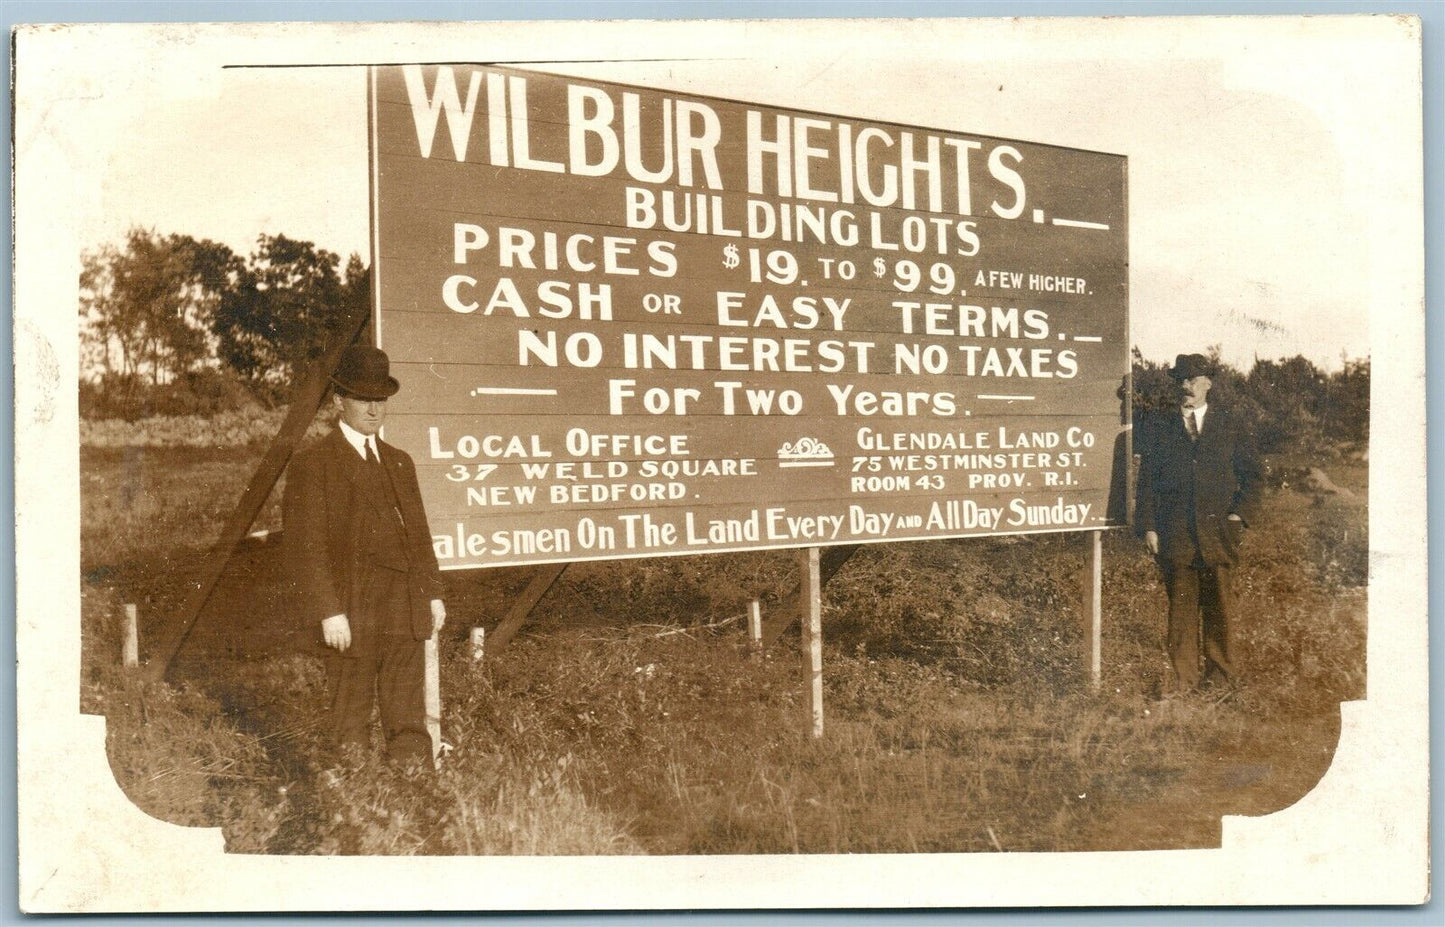 WILBUR HEIGHTS.
BUILDING LOTS
PRICES $19. TO $99. A FEW HIGHER.
CASH OR EASY TERMS.
NO INTEREST NO TAXES
For Two Years.
LOCAL OFFICE
37 WELD SQUARE
NEW BEDFORD.
GLENDALE LAND CO
75 WESTMINSTER ST.
ROOM 43 PROV. R.I.
alesmen On The Land Every Day AND All Day Sunday.